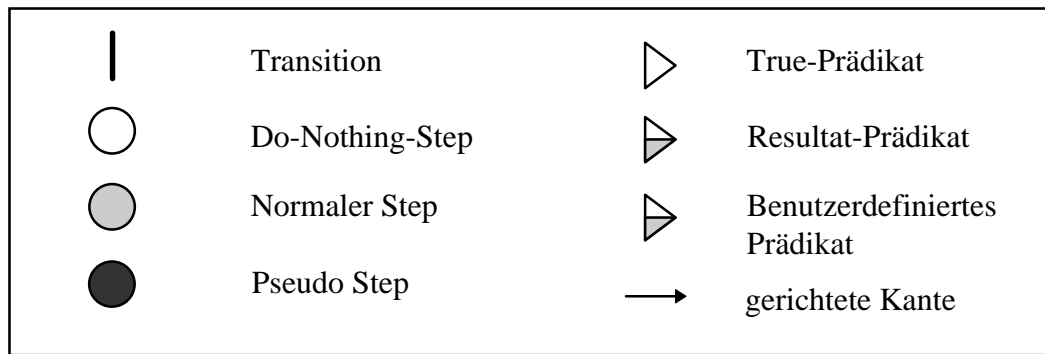 Transition
Do-Nothing-Step
Normaler Step
Pseudo Step
True-Prädikat
Resultat-Prädikat
Benutzerdefiniertes
Prädikat
gerichtete Kante